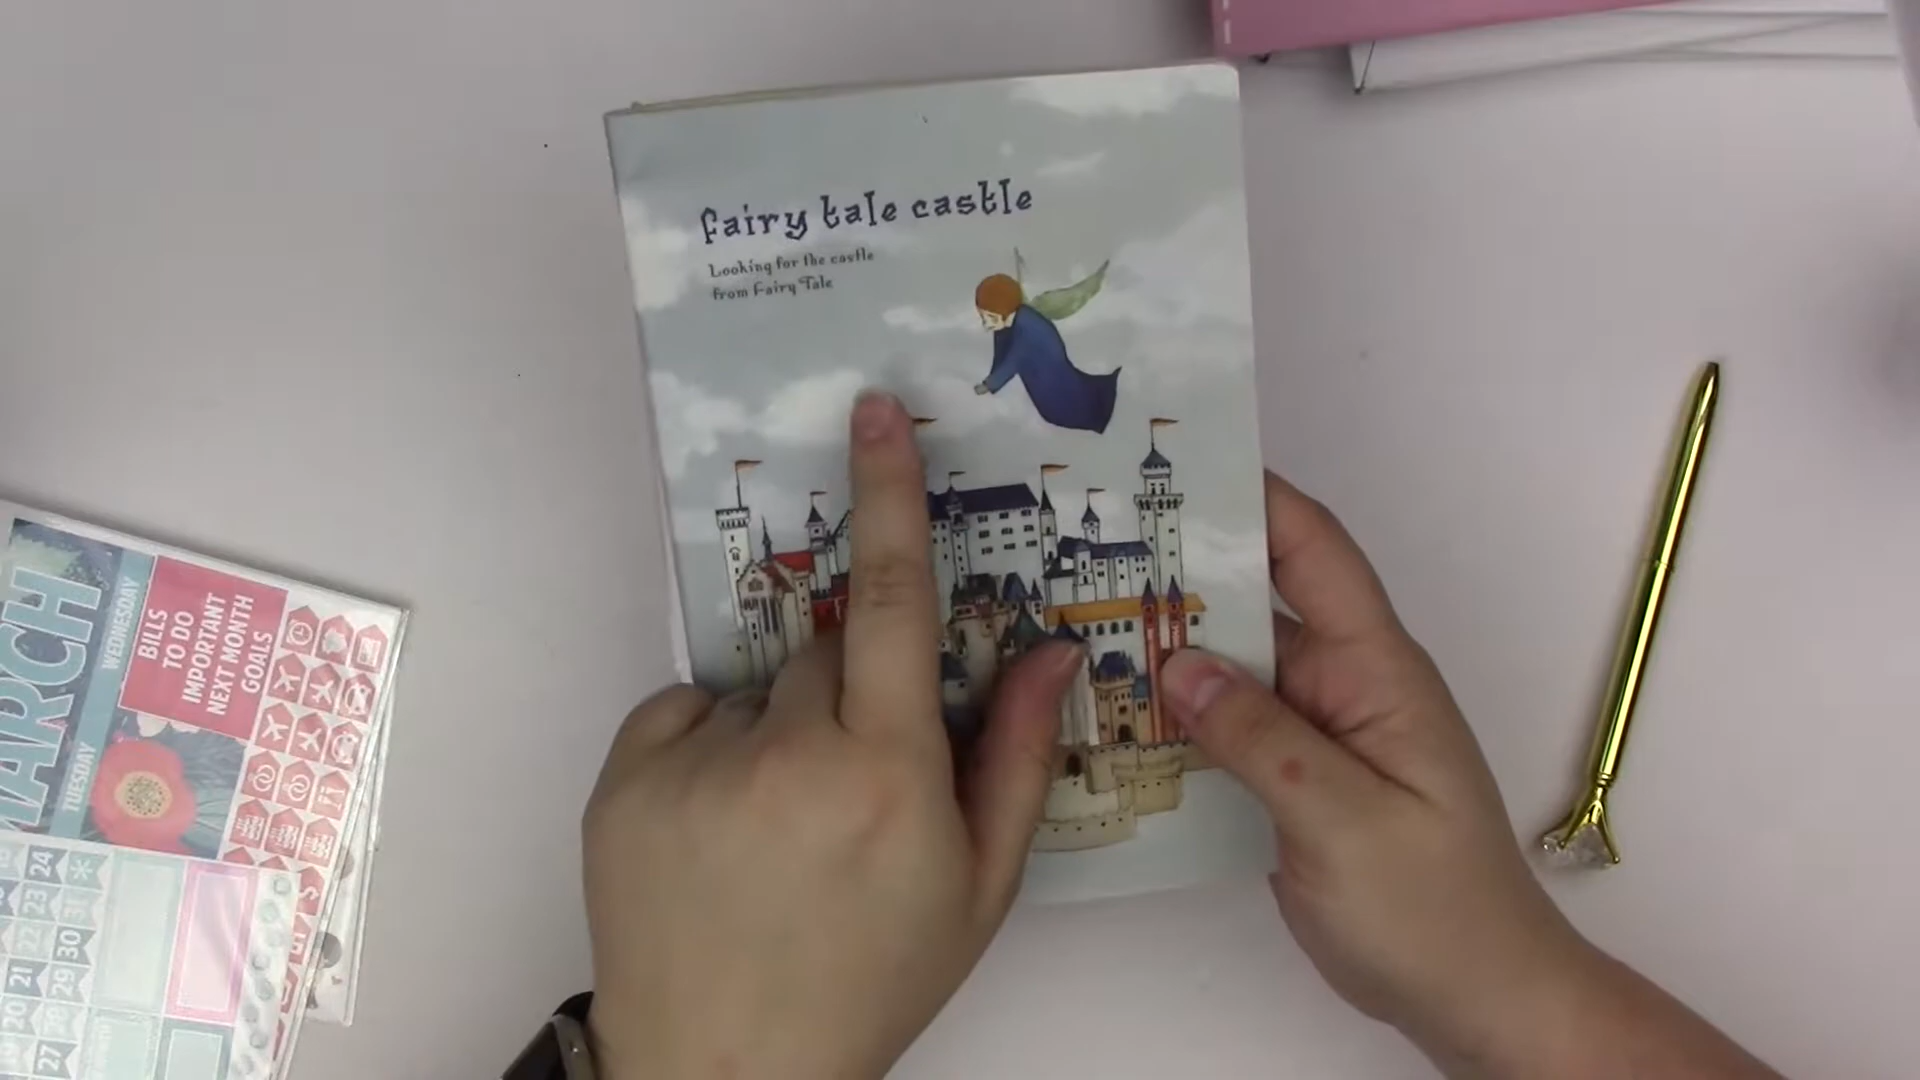 fairy tale castle
Looking for the castle
from Fairy Tale
MARCH
WEDNESDAY
TUESDAY
BILLS
TO DO
IMPORTANT
NEXT MONTH
GOALS
24
23
31
22
30
21
29
20
27